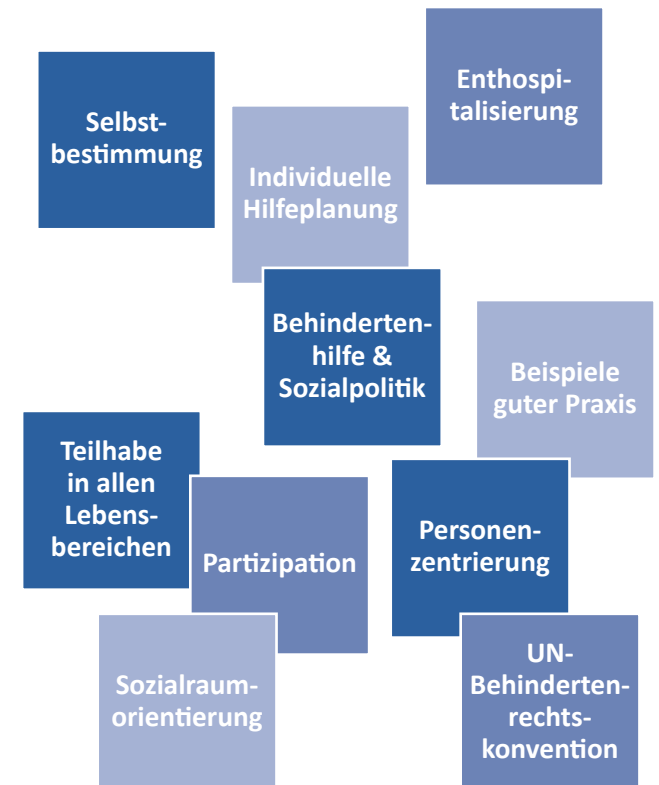 Selbst-
bestimmung
Enthospi-
talisierung
Individuelle
Hilfeplanung
Behinderten-
hilfe &
Sozialpolitik
Beispiele
guter Praxis
Teilhabe
in allen
Lebens-
bereichen
Partizipation
Personen-
zentrierung
Sozialraum-
orientierung
UN-
Behinderten-
rechts-
konvention